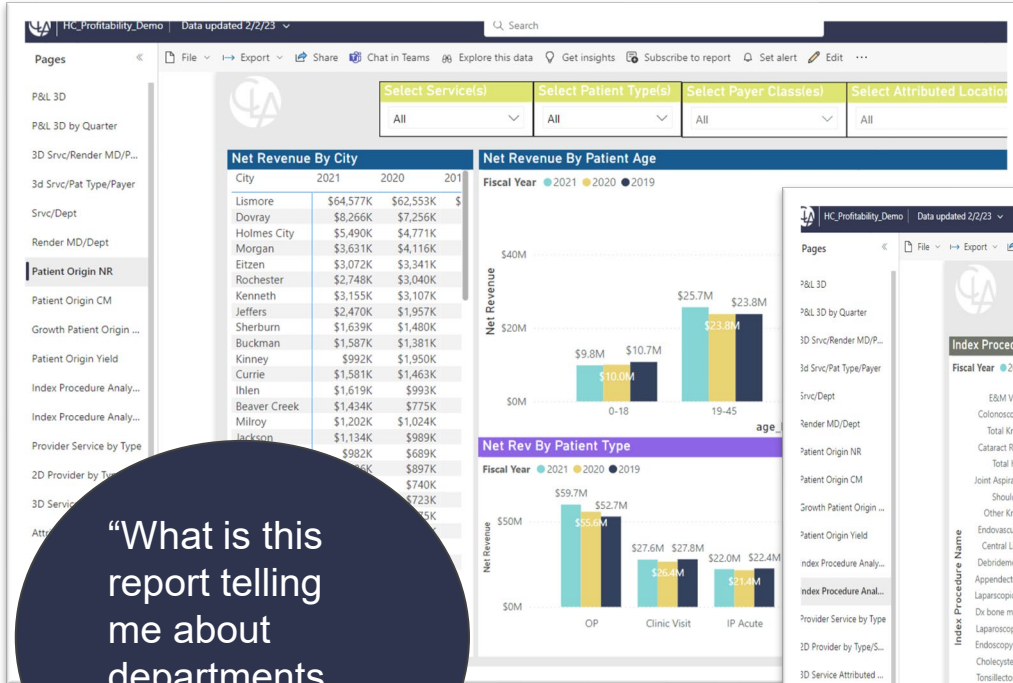 HC_Profitability_Demo | Data updated 2/2/23
Search
Pages
File Export Share Chat in Teams Explore this data Get insights Subscribe to report Set alert Edit ...
P&L 3D
P&L 3D by Quarter
3D Srvc/Render MD/P...
3d Srvc/Pat Type/Payer
Srvc/Dept
Render MD/Dept
Patient Origin NR
Patient Origin CM
Growth Patient Origin ...
Patient Origin Yield
Index Procedure Analy...
Index Procedure Analy...
Provider Service by Type
2D Provider by
3D
CLA
Select Service(s) Select Patient Type(s) Select Payer Class(es) Select Attributed
All All All All
Net Revenue By City
City 2021 2020
Lismore $64,577K $62,553K
Dovray $8,266K $7,256K
Holmes City $5,490K $4,771K
Morgan $3,631K $4,116K
Eitzen $3,072K $3,341K
Rochester $2,748K $3,040K
Kenneth $3,155K $3,107K
Jeffers $2,470K $1,957K
Sherburn $1,639K $1,480K
Buckman $1,587K $1,381K
Kinney $992K $1,950K
Currie $1,581K $1,463K
Ihlen $1,619K $993K
Beaver Creek $1,434K $775K
Milroy $1,202K $1,024K
Jackson $1,134K $989K
$982K $689K
$897K
$740K
$723K
Net Revenue By Patient Age
Fiscal Year 2021 2020 2019
Net Revenue
$40M
$20M
$0M
$9.8M $10.0M $10.7M
$25.7M $23.8M $23.8M
0-18 19-45
Net Rev By Patient Type
Fiscal Year 2021 2020 2019
Net Revenue
$50M
$0M
$59.7M $55.6M $52.7M
$27.6M $26.4M $27.8M
$22.0M $21.4M $22.4M
OP Clinic Visit IP Acute
“What is this
report telling
me about
departments
HC_Profitability_Demo | Data updated 2/2/23
Pages
File Export
P&L 3D
P&L 3D by Quarter
3D Srvc/Render MD/P...
3d Srvc/Pat Type/Payer
Srvc/Dept
Render MD/Dept
Patient Origin NR
Patient Origin CM
Growth Patient Origin ...
Patient Origin Yield
Index Procedure Analy...
Index Procedure Anal...
Provider Service by Type
2D Provider by Type/S...
3D Service Attributed ...
Fiscal Year
Index Procedure Name
E&M
Total
Cataract
Total
Joint
Other
Central
Endoscopy